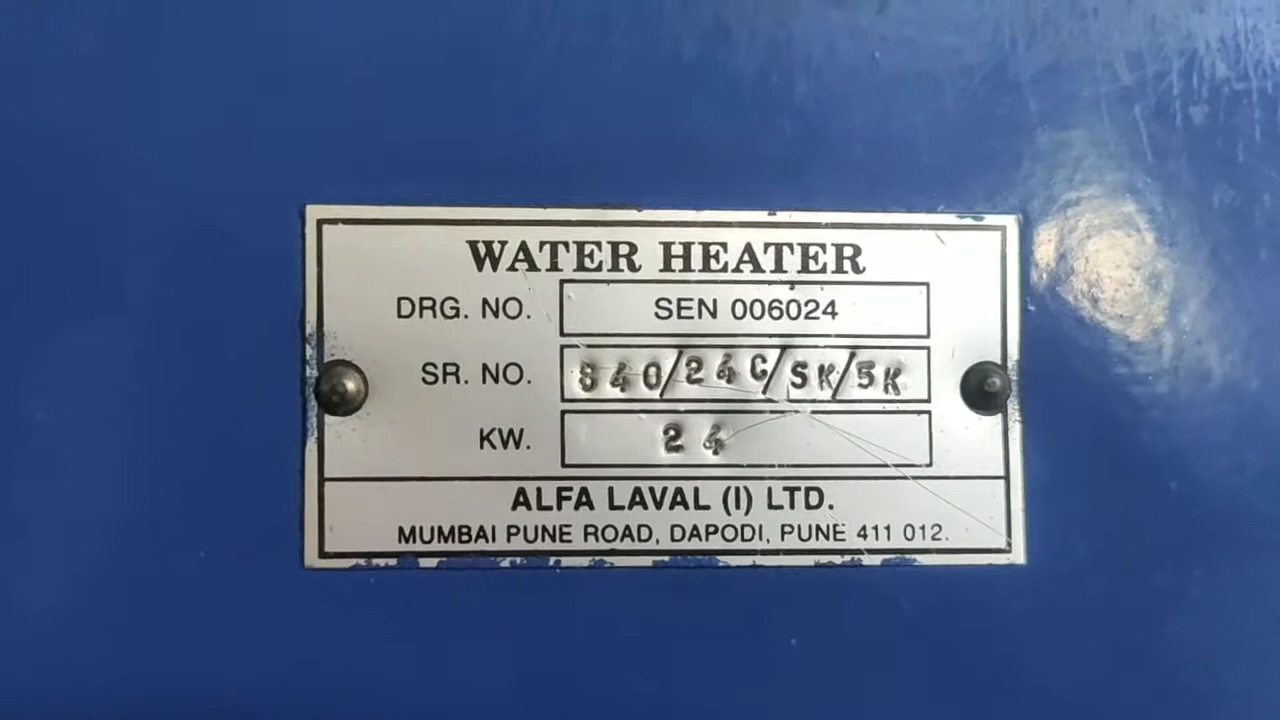 WATER HEATER
DRG. NO. SEN 006024
SR. NO. 840/24C/SK/5K
KW. 24
ALFA LAVAL (I) LTD.
MUMBAI PUNE ROAD, DAPODI, PUNE 411 012.